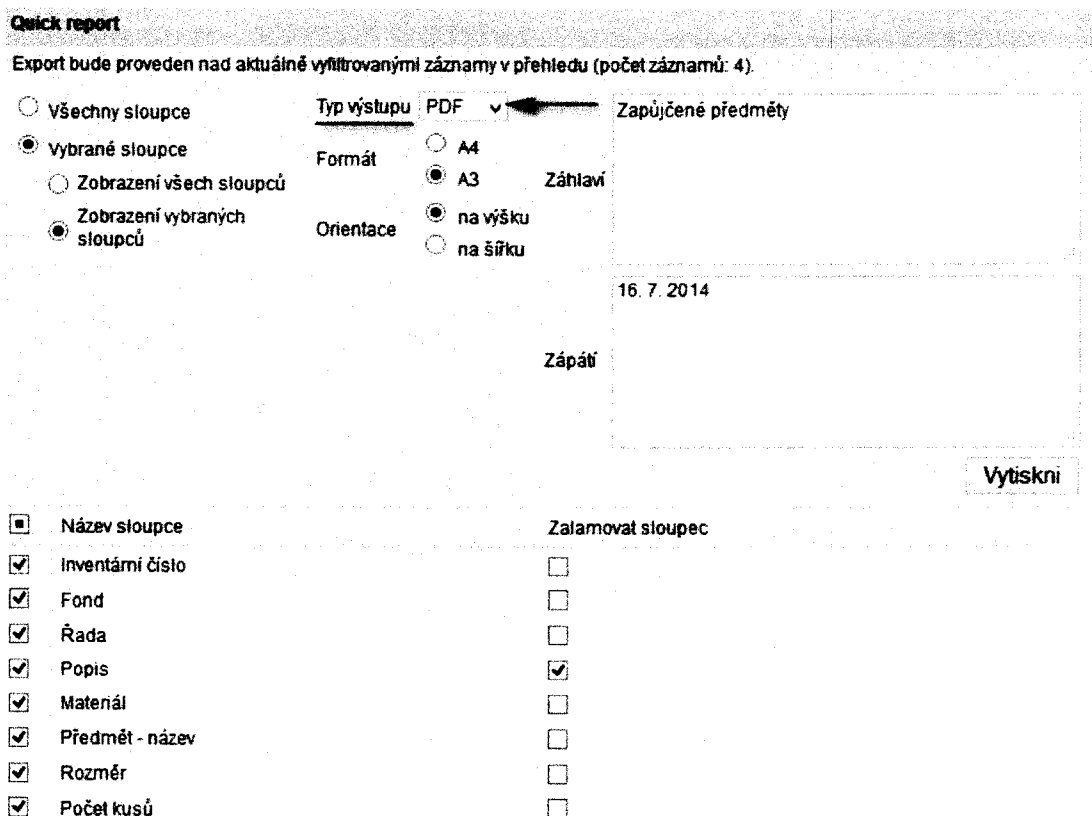 Quick report
Export bude proveden nad aktuálně vyfiltrovanými záznamy v přehledu (počet záznamů: 4).
Všechny sloupce
Vybrané sloupce
Zobrazení všech sloupců
Zobrazení vybraných
sloupců
Typ výstupu PDF
Formát
A4
A3
Orientace
na výšku
na šířku
Záhlaví
Zapůjčené předměty
Zápátí
16. 7. 2014
Vytiskni
Název sloupce Zalamovat sloupec
Inventární číslo
Fond
Řada
Popis
Materiál
Předmět - název
Rozměr
Počet kusů